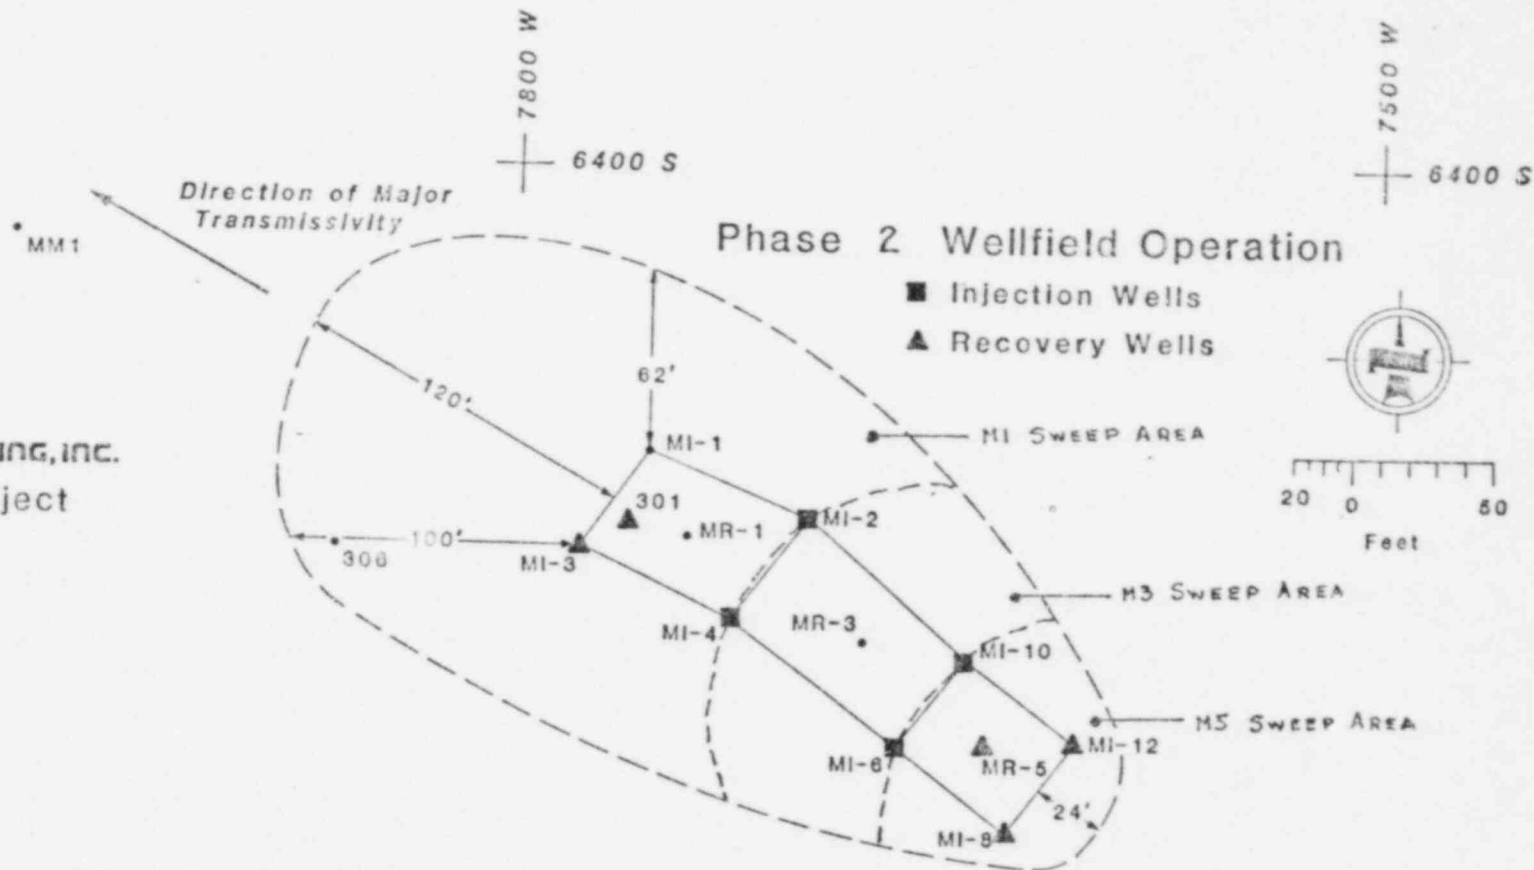 7800 W
7500 W
6400 S
6400 S
Direction of Major
Transmissivity
MM1
Phase 2 Wellfield Operation
Injection Wells
Recovery Wells
62'
120'
MI-1
M1 SWEEP AREA
ING, INC.
ject
301
MR-1
MI-2
20 0 50
Feet
100'
306
MI-3
M3 SWEEP AREA
MI-4
MR-3
MI-10
M5 SWEEP AREA
MI-12
MI-6
MR-5
24'
MI-8